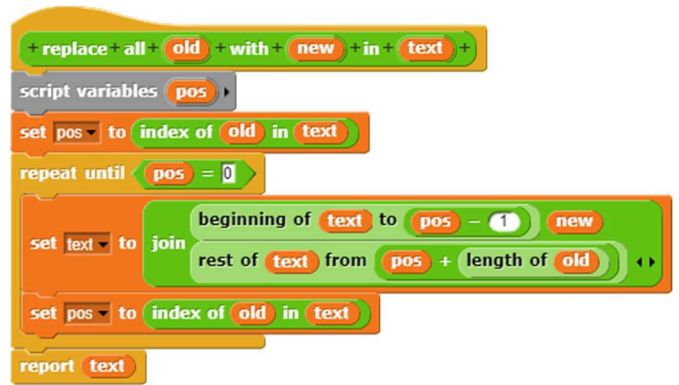 +replace+all+ old +with+ new +in+ text +
script variables pos
set pos to index of old in text
repeat until pos = 0
beginning of text to pos - 1 new
set text to join
rest of text from pos + length of old
set pos to index of old in text
report text